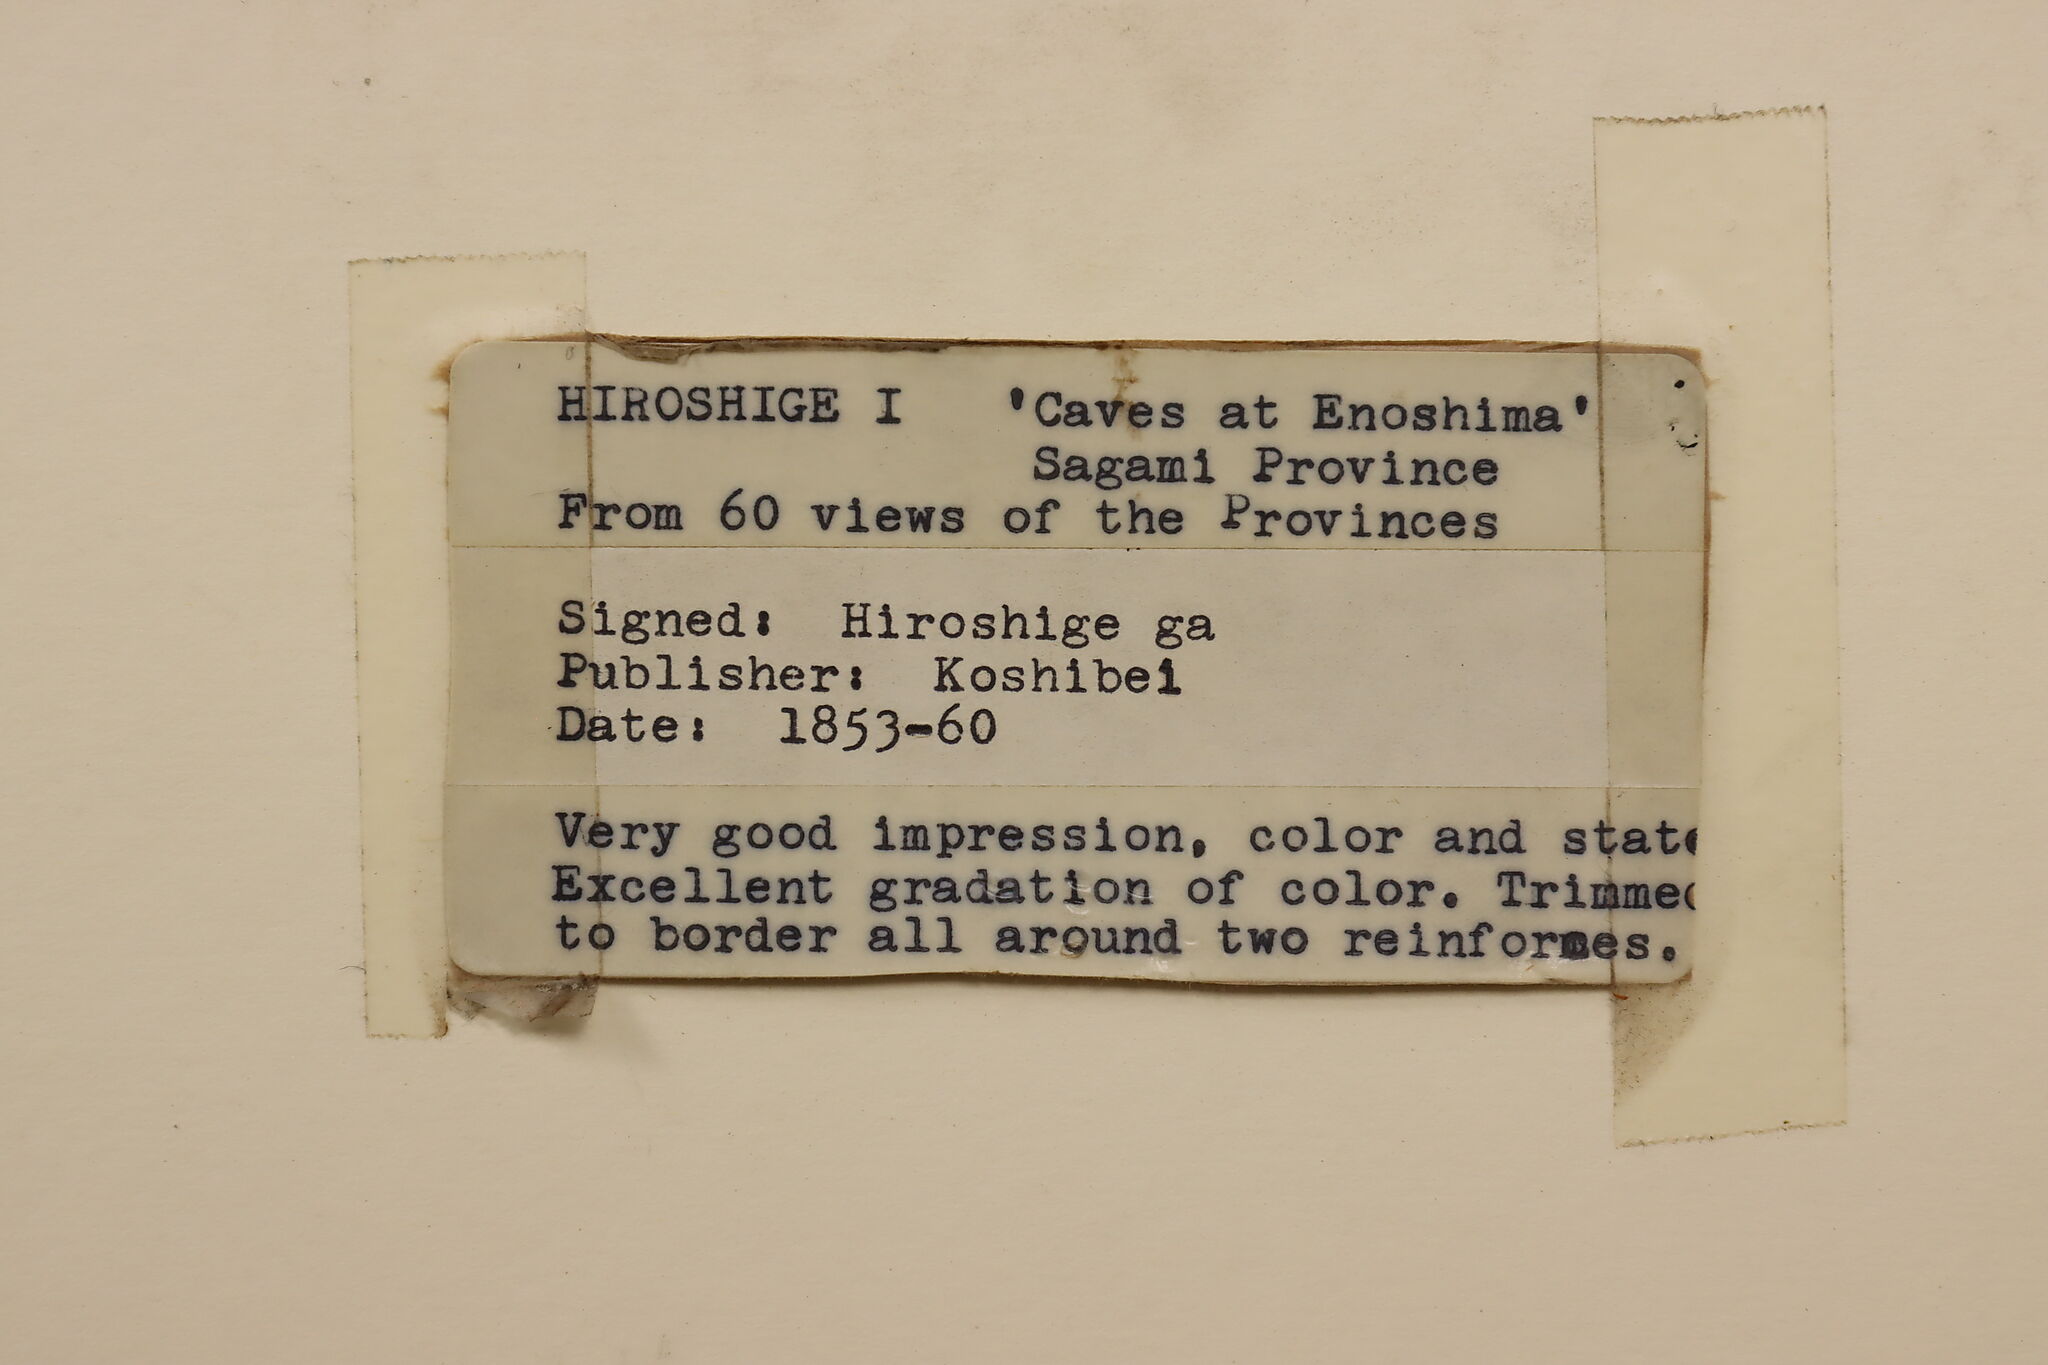 HIROSHIGE I 'Caves at Enoshima'
Sagami Province
From 60 views of the Provinces
Signed: Hiroshige ga
Publisher: Koshibei
Date: 1853-60
Very good impression, color and state
Excellent gradation of color. Trimmed
to border all around two reinforces.